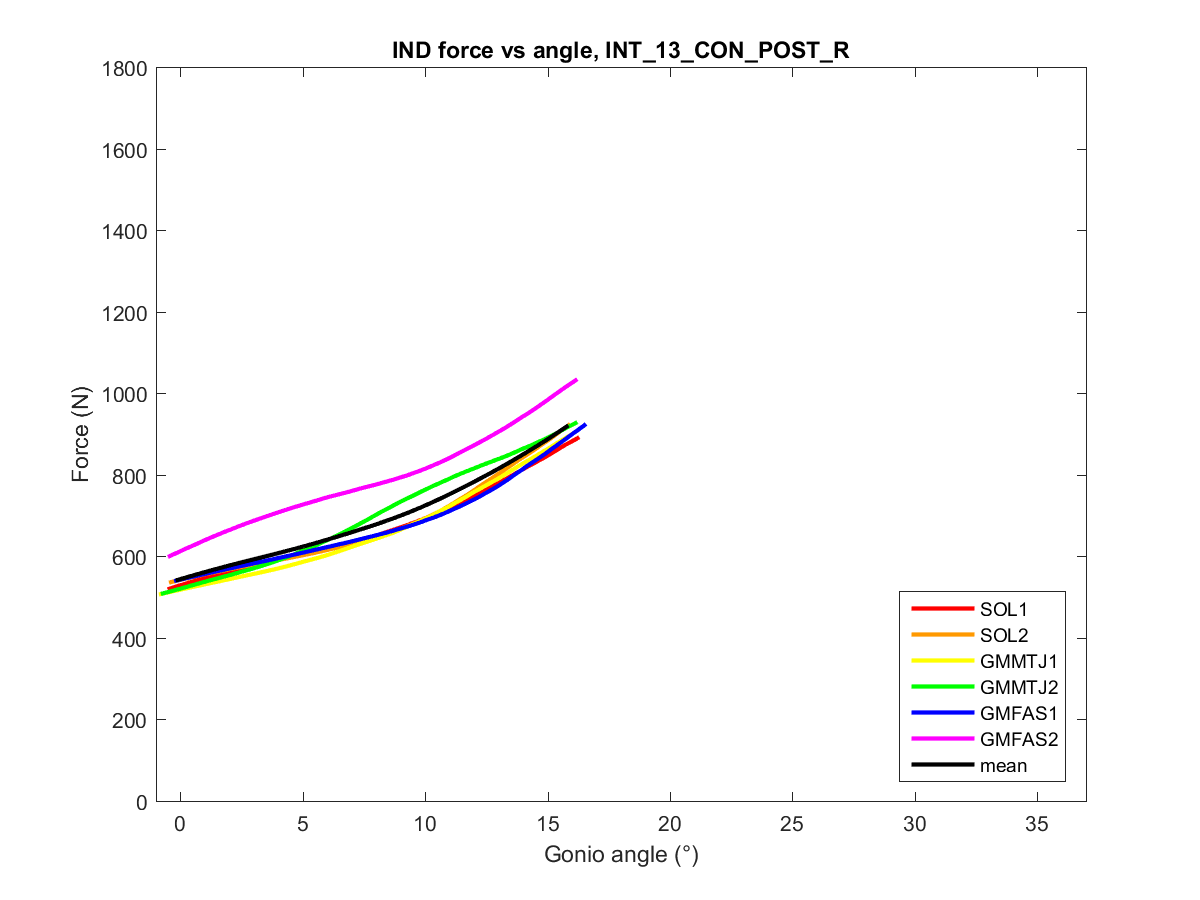 IND force vs angle, INT_13_CON_POST_R
1800
1600
1400
1200
1000
800
600
400
200
0
Force (N)
0 5 10 15 20 25 30 35
Gonio angle (°)
SOL1
SOL2
GMMTJ1
GMMTJ2
GMFAS1
GMFAS2
mean